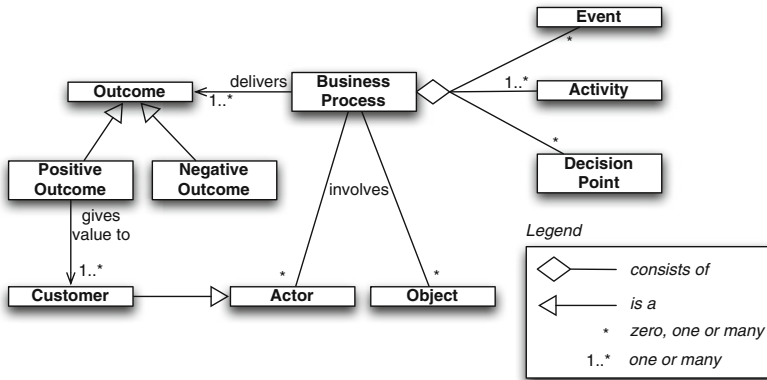 Event
*
delivers
Business
Process
1..*
Activity
Outcome
1..*
*
Decision
Point
Positive
Outcome
Negative
Outcome
involves
gives
value to
1..*
*
*
Customer
Actor
Object
Legend
consists of
is a
* zero, one or many
1..* one or many